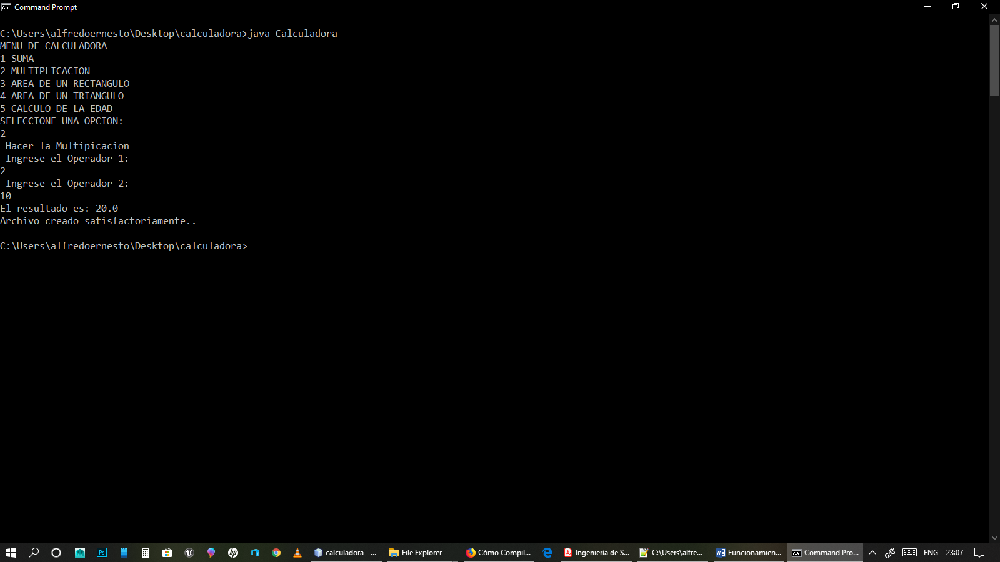 Command Prompt
C:\Users\alfredoernesto\Desktop\calculadora>java Calculadora
MENU DE CALCULADORA
1 SUMA
2 MULTIPLICACION
3 AREA DE UN RECTANGULO
4 AREA DE UN TRIANGULO
5 CALCULO DE LA EDAD
SELECCIONE UNA OPCION:
2
Hacer la Multipicacion
Ingrese el Operador 1:
2
Ingrese el Operador 2:
10
El resultado es: 20.0
Archivo creado satisfactoriamente..
C:\Users\alfredoernesto\Desktop\calculadora>
Ps hp calculadora - ... File Explorer Cómo Compil... Ingeniería de S... C:\Users\alfre... Funcionamien... Command Pro... ENG 23:07